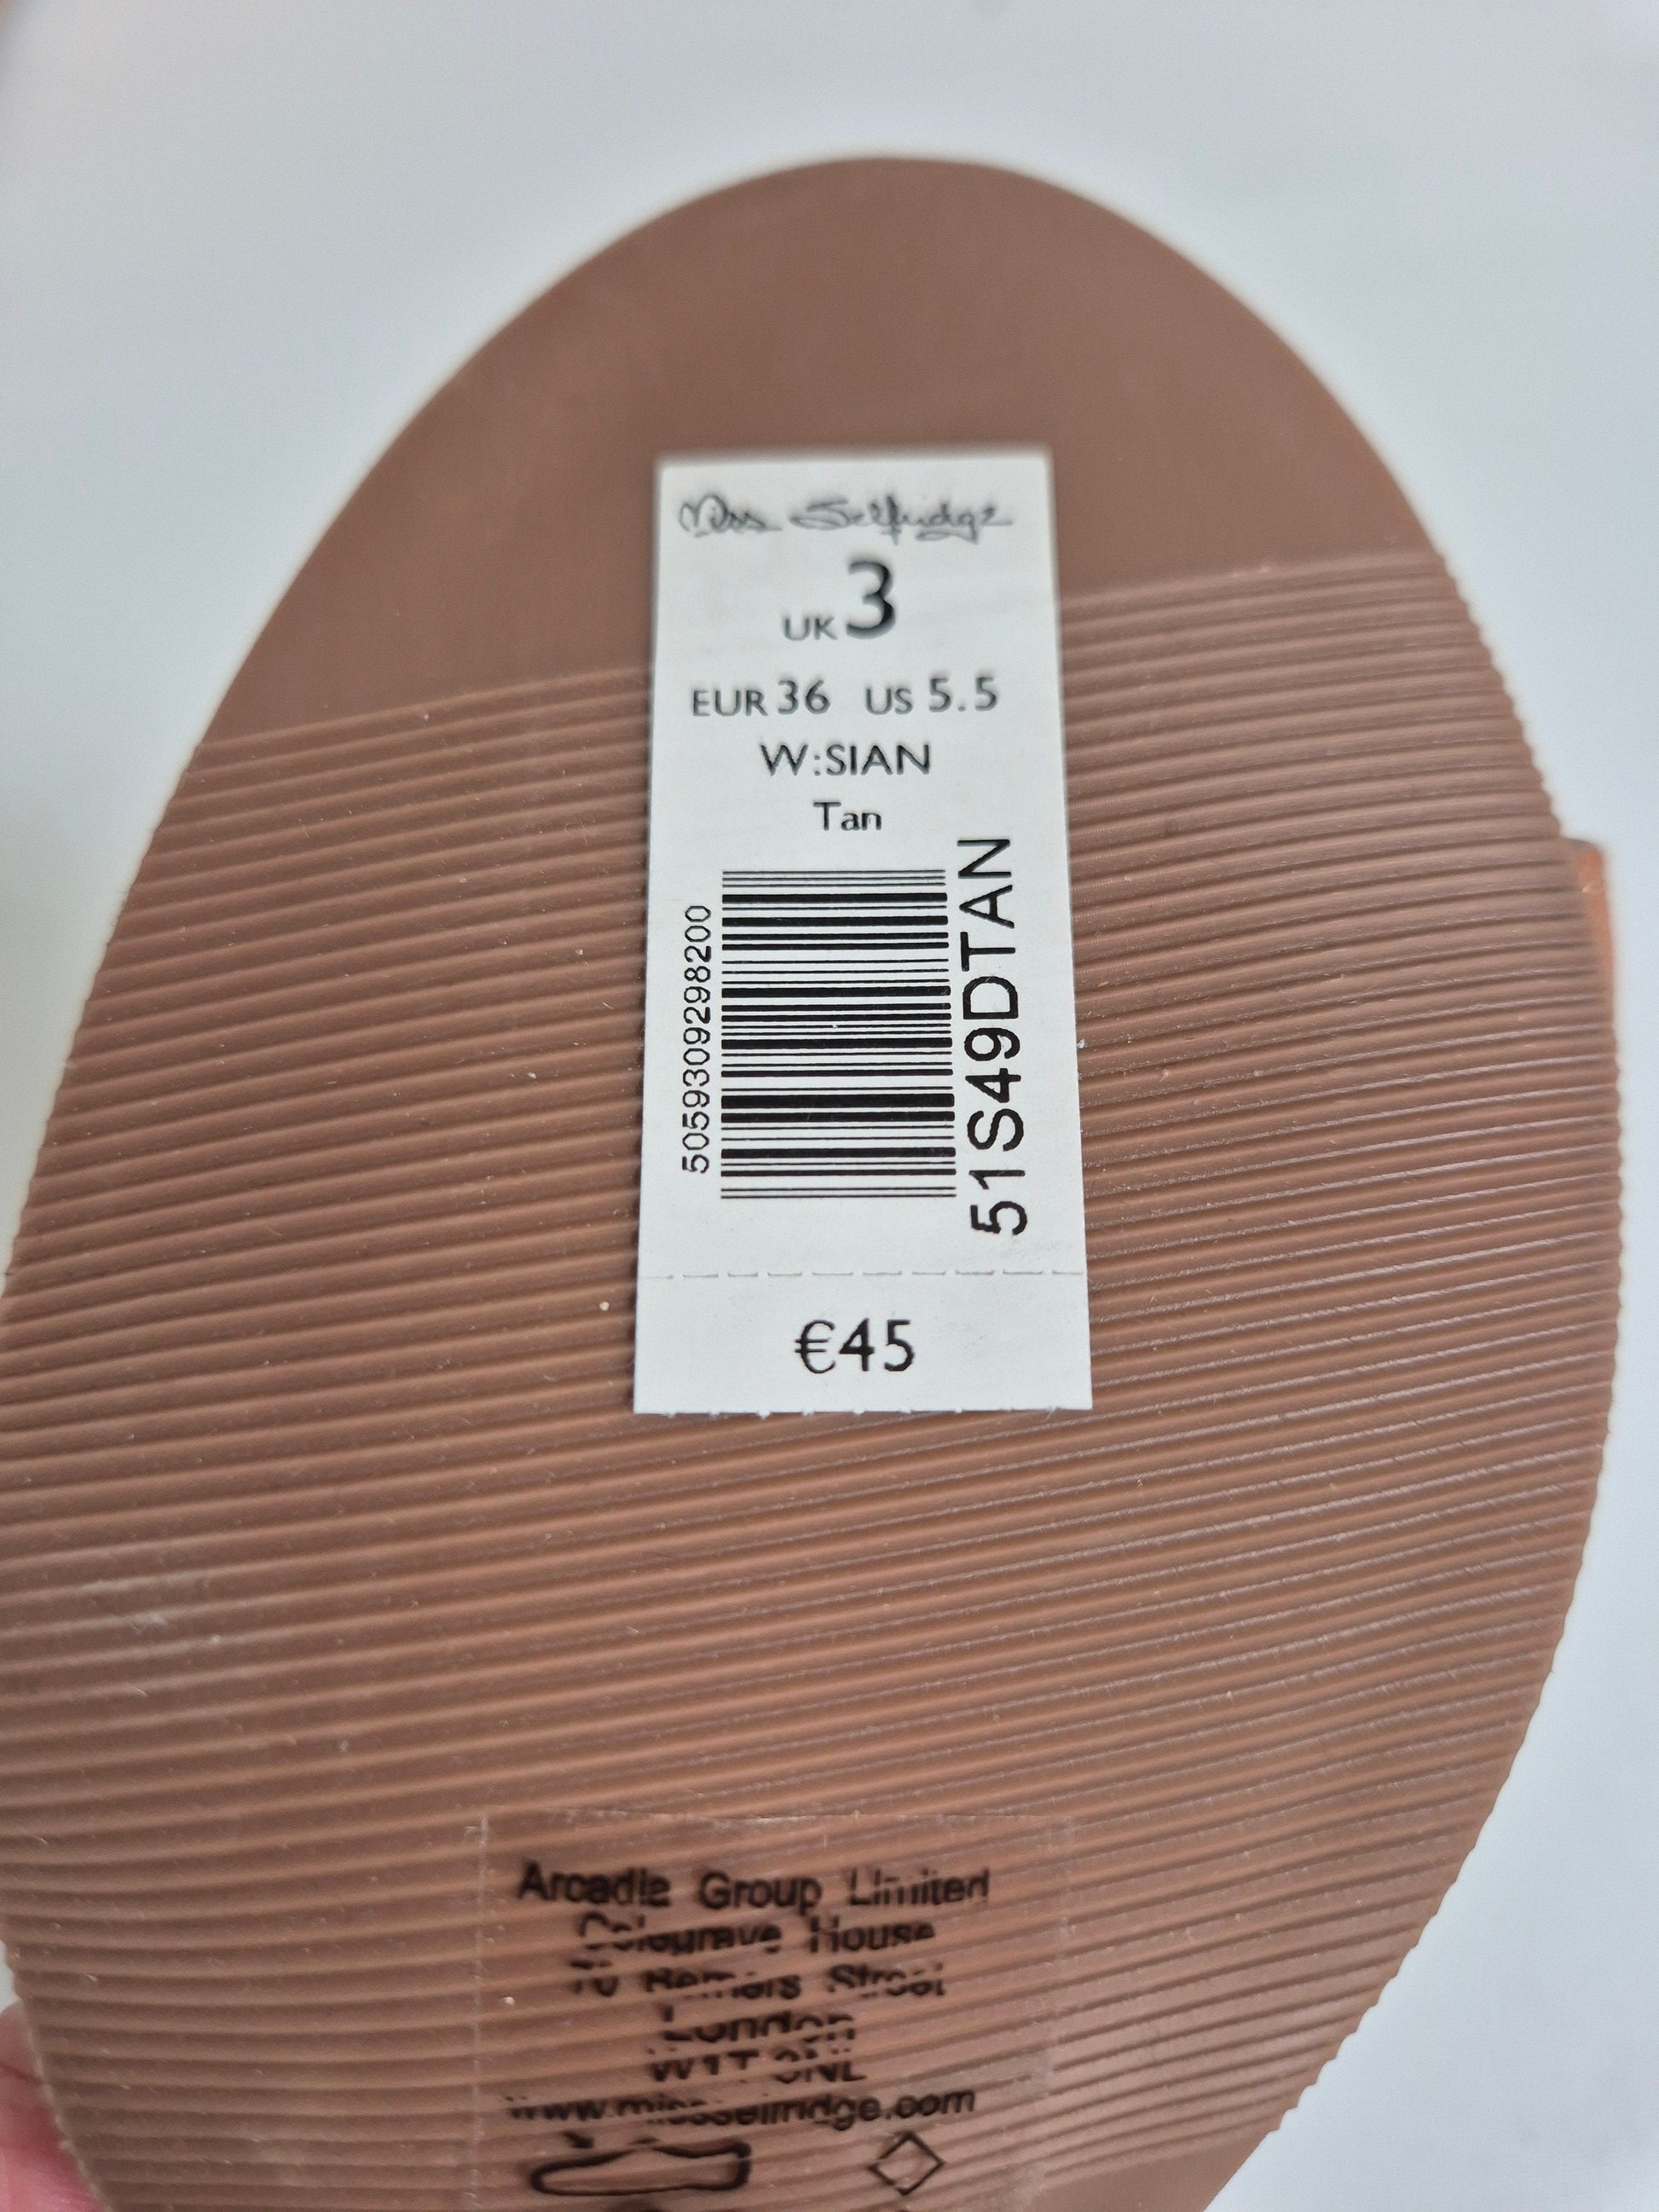 Miss Selfridge
UK 3
EUR 36 US 5.5
W:SIAN
Tan
5059309298200
51S49DTAN
€45
Arcadie Group Limited
Colegrave House
70 Berners Street
London
W1T 3NL
www.missselfridge.com